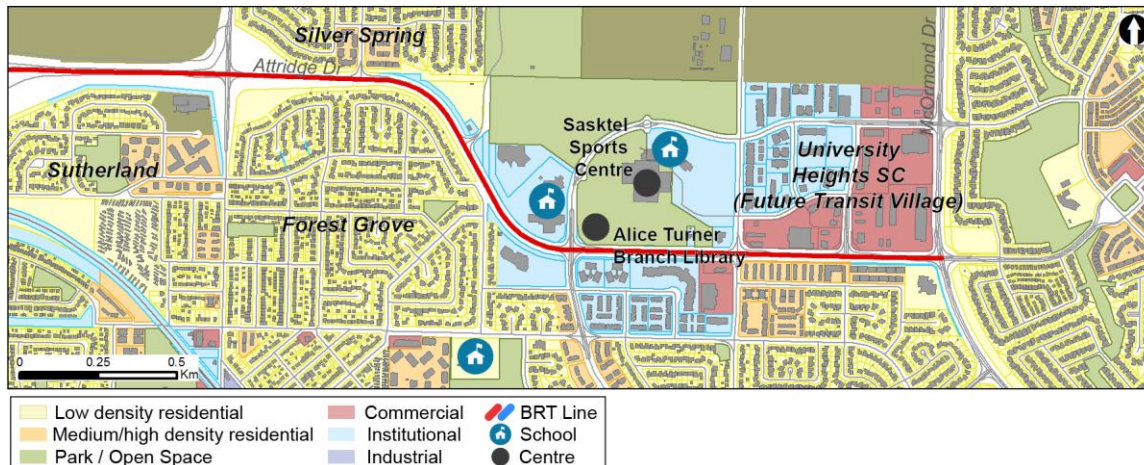 Silver Spring
Attridge Dr
McOrmond Dr
Sasktel
Sports
Centre
University
Heights SC
(Future Transit Village)
Sutherland
Forest Grove
Alice Turner
Branch Library
0 0.25 0.5
Km
Low density residential
Medium/high density residential
Park / Open Space
Commercial
Institutional
Industrial
BRT Line
School
Centre